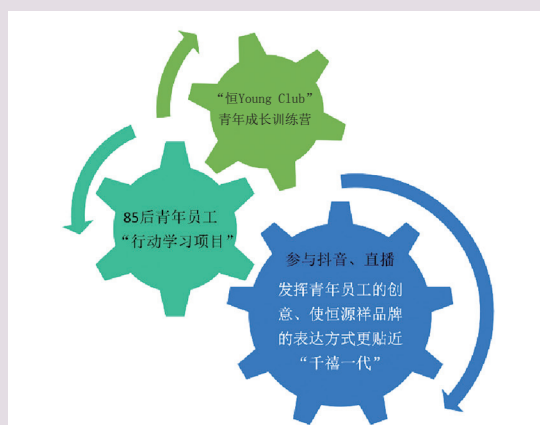 “恒Young Club”
青年成长训练营
85后青年员工
“行动学习项目”
参与抖音、直播
发挥青年员工的创
意、使恒源祥品牌
的表达方式更贴近
“千禧一代”